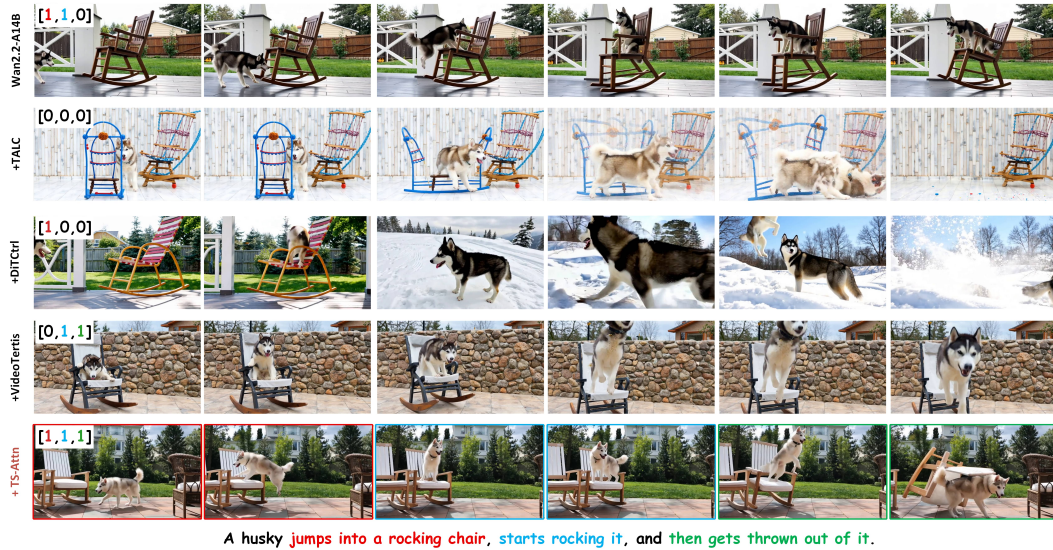 Wan2.2-A14B
[1,1,0]
+TALC
[0,0,0]
+DiTCtrl
[1,0,0]
+VideoTertis
[0,1,1]
+ TS-Attn
[1,1,1]
A husky jumps into a rocking chair, starts rocking it, and then gets thrown out of it.